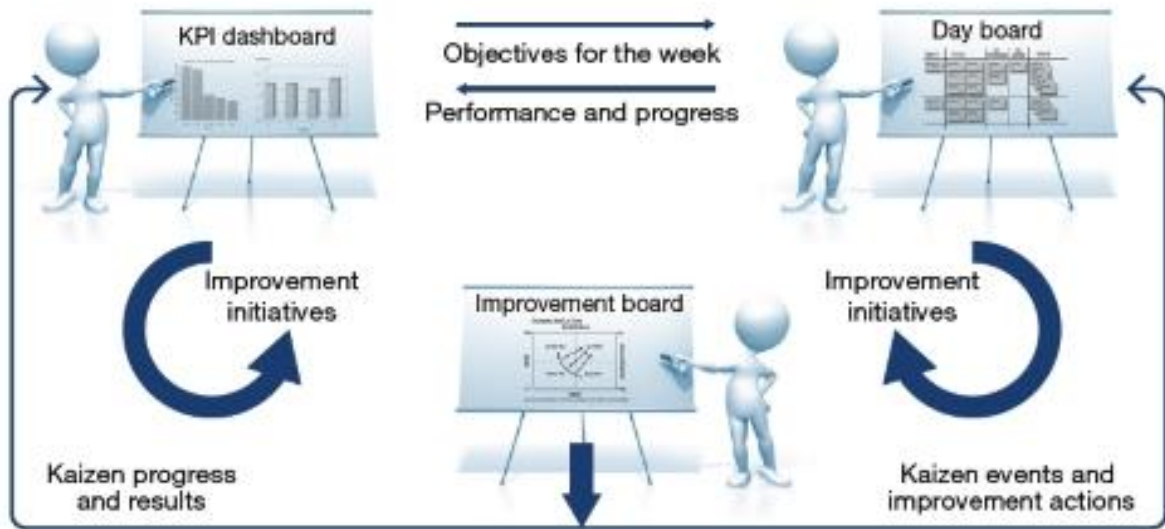 KPI dashboard
Objectives for the week
Performance and progress
Day board
Improvement
initiatives
Improvement board
Improvement
initiatives
Kaizen progress
and results
Kaizen events and
improvement actions